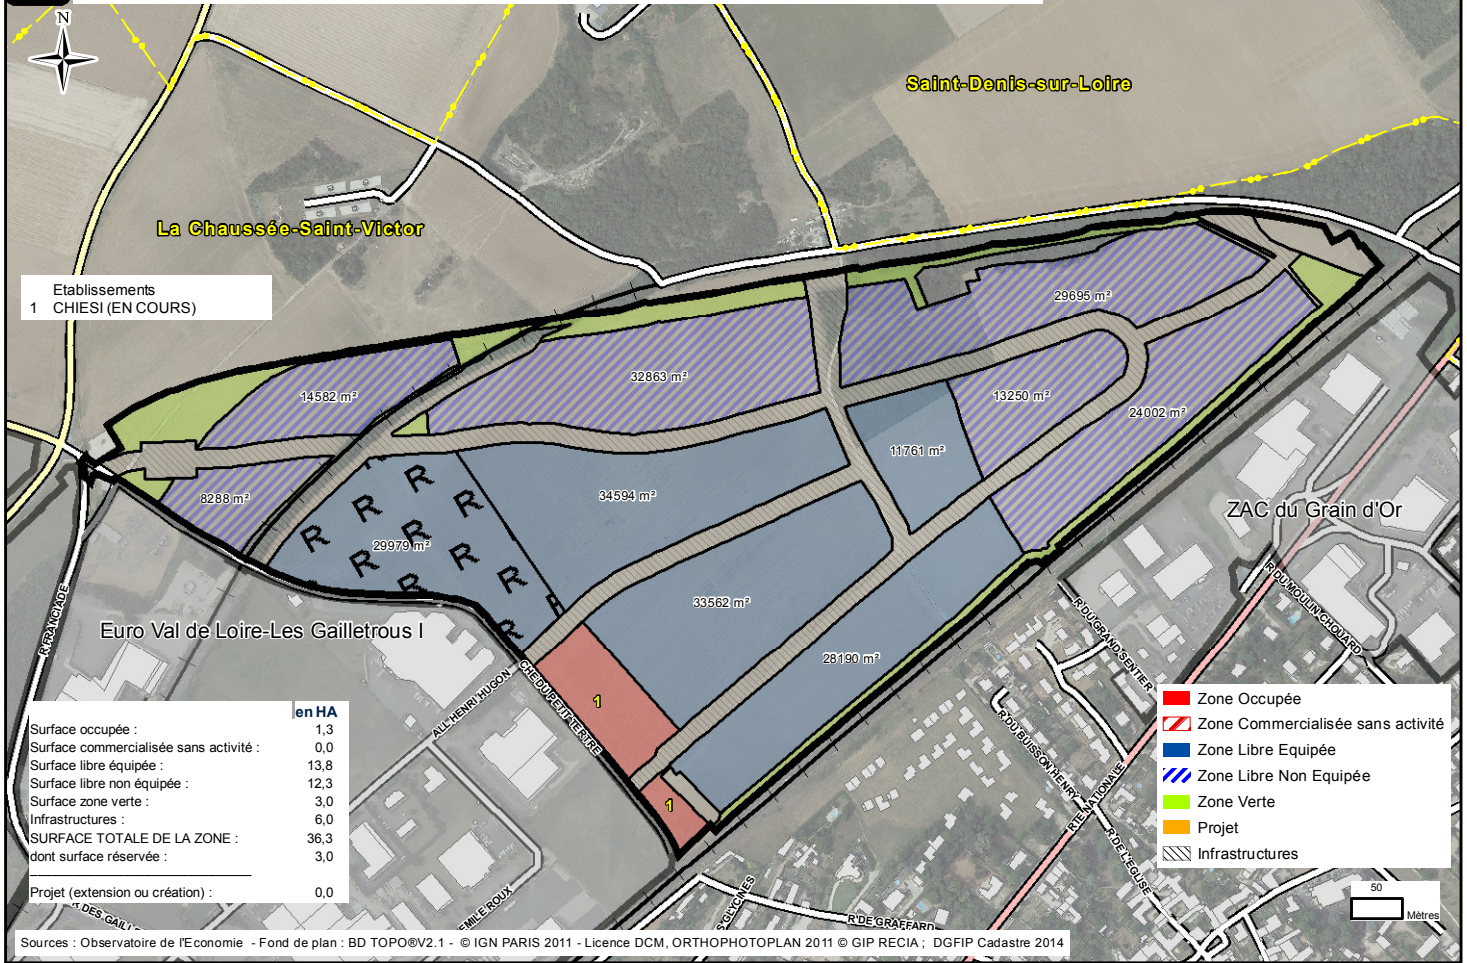 N
Saint-Denis-sur-Loire
La Chaussée-Saint-Victor
Etablissements
1 CHIESI (EN COURS)
29695 m²
32863 m²
14582 m²
13250 m²
24002 m²
11761 m²
8288 m²
34594 m²
29979 m²
R R R R R R R R R R
33562 m²
28190 m²
ZAC du Grain d'Or
Euro Val de Loire-Les Gailletrous I
R FRANCIADE
ALL HENRI HUGON
CHE DU PETIT TERTRE
1
1
R DU GRAND SENTIER
R DU MOULIN CHOUARD
R DU BUISSON HENRY
RTE NATIONALE
R DE L'EGLISE
R DE GRAFFARD
GLYCINES
EMILE ROUX
R DES GAILL
en HA
Surface occupée : 1,3
Surface commercialisée sans activité : 0,0
Surface libre équipée : 13,8
Surface libre non équipée : 12,3
Surface zone verte : 3,0
Infrastructures : 6,0
SURFACE TOTALE DE LA ZONE : 36,3
dont surface réservée : 3,0
Projet (extension ou création) : 0,0
Zone Occupée
Zone Commercialisée sans activité
Zone Libre Equipée
Zone Libre Non Equipée
Zone Verte
Projet
Infrastructures
50
Mètres
Sources : Observatoire de l'Economie - Fond de plan : BD TOPO®V2.1 - © IGN PARIS 2011 - Licence DCM, ORTHOPHOTOPLAN 2011 © GIP RECIA ; DGFIP Cadastre 2014